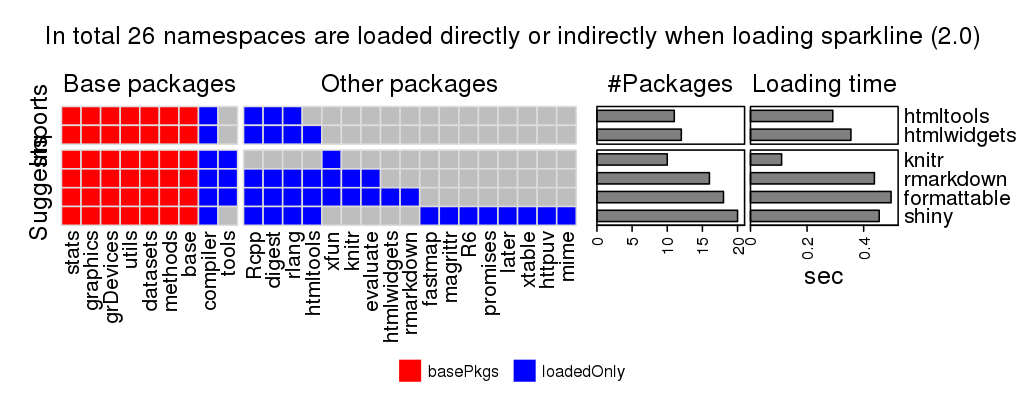 In total 26 namespaces are loaded directly or indirectly when loading sparkline (2.0)
Base packages
Other packages
#Packages
Loading time
Imports
Suggests
htmltools
htmlwidgets
knitr
rmarkdown
formattable
shiny
stats
graphics
grDevices
utils
datasets
methods
base
compiler
tools
Rcpp
digest
rlang
htmltools
xfun
knitr
evaluate
htmlwidgets
rmarkdown
fastmap
magrittr
R6
promises
later
xtable
httpuv
mime
0
5
10
15
20
0
0.2
0.4
sec
basePkgs
loadedOnly